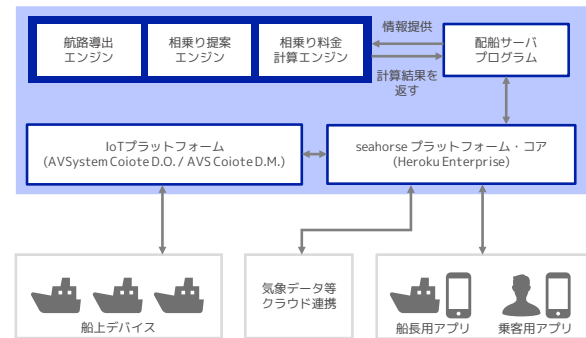 航路導出
エンジン
相乗り提案
エンジン
相乗り料金
計算エンジン
情報提供
計算結果を
返す
配船サーバ
プログラム
IoTプラットフォーム
(AVSystem Coiote D.O. / AVS Coiote D.M.)
seahorse プラットフォーム・コア
(Heroku Enterprise)
船上デバイス
気象データ等
クラウド連携
船長用アプリ
乗客用アプリ